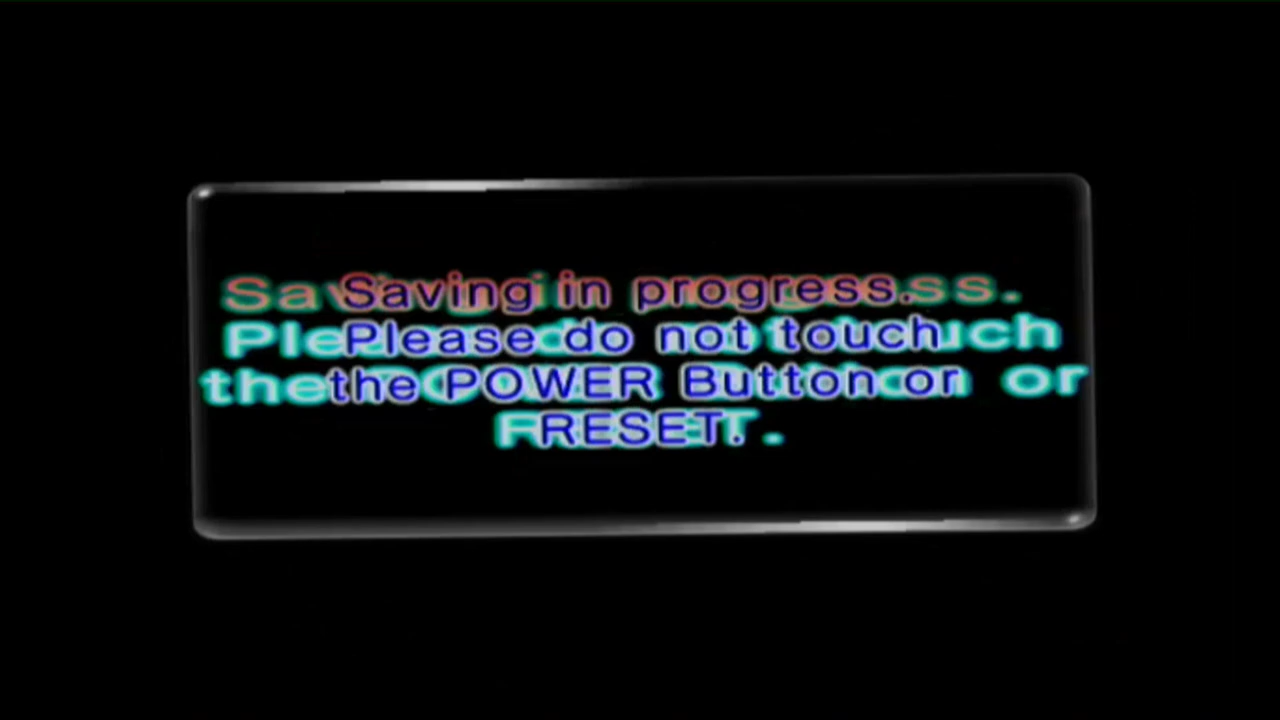 Saving in progress.
Please do not touch
the POWER Button or
RESET.